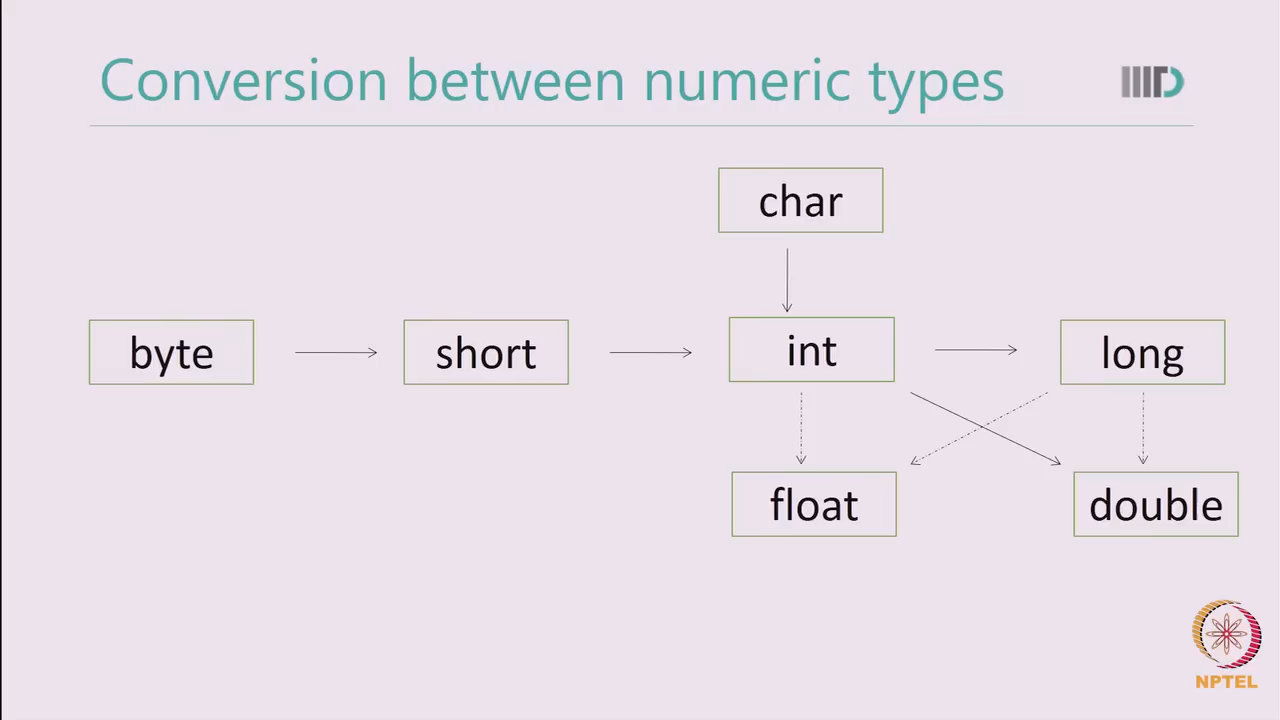 Conversion between numeric types
char
byte
short
int
long
float
double
NPTEL